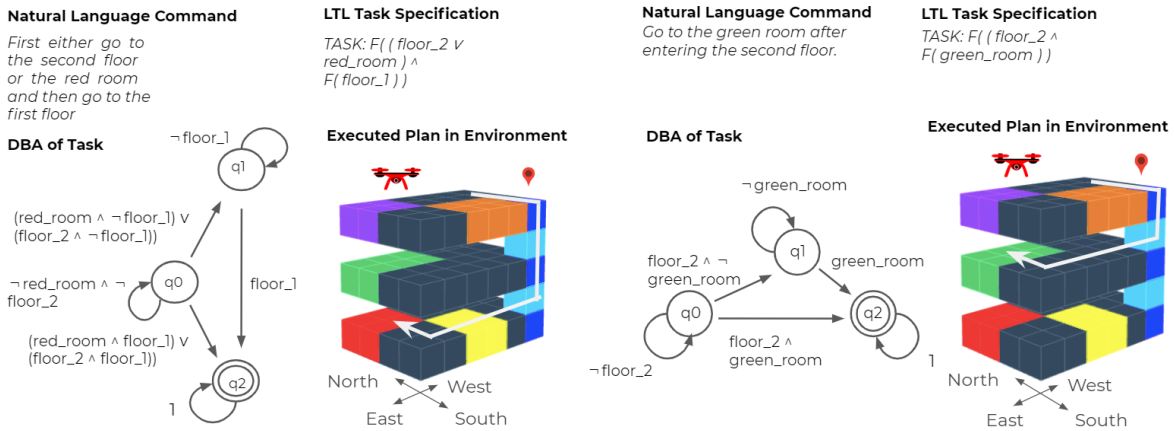 Natural Language Command
First either go to
the second floor
or the red room
and then go to the
first floor
LTL Task Specification
TASK: F( ( floor_2 ∨
red_room ) ∧
F( floor_1 ) )
DBA of Task
¬ floor_1
q1
(red_room ∧ ¬ floor_1) ∨
(floor_2 ∧ ¬ floor_1))
¬ red_room ∧ ¬
floor_2
q0
floor_1
(red_room ∧ floor_1) ∨
(floor_2 ∧ floor_1))
q2
1
Executed Plan in Environment
North
West
East
South
Natural Language Command
Go to the green room after
entering the second floor.
LTL Task Specification
TASK: F( ( floor_2 ∧
F( green_room ) )
DBA of Task
¬ green_room
q1
floor_2 ∧ ¬
green_room
green_room
q0
q2
floor_2 ∧
green_room
¬ floor_2
1
Executed Plan in Environment
North
West
East
South